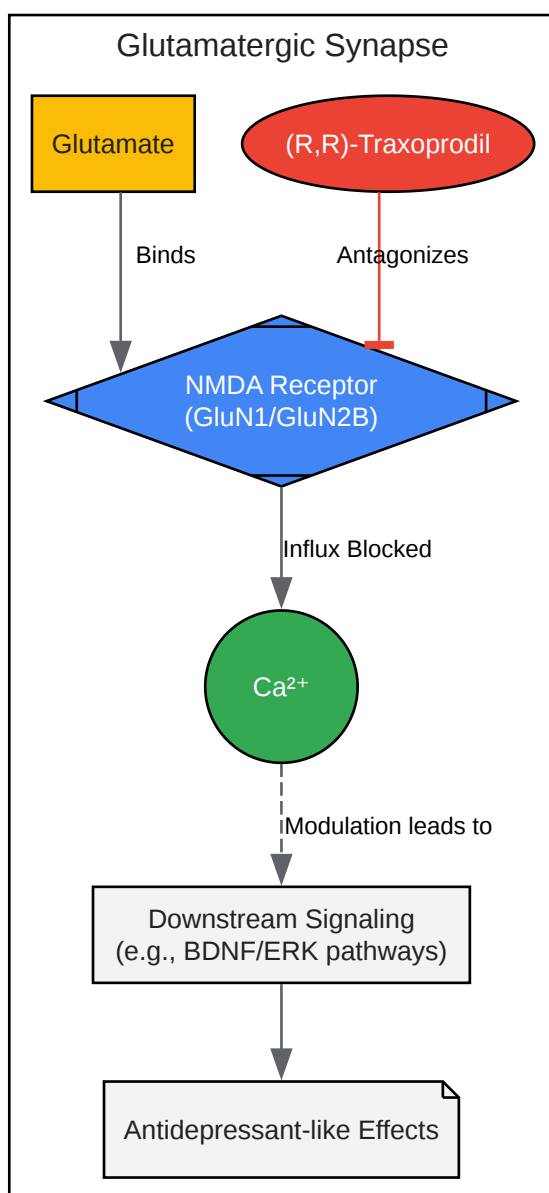 Glutamatergic Synapse
Glutamate
(R,R)-Traxoprodil
Binds
Antagonizes
NMDA Receptor
(GluN1/GluN2B)
Influx Blocked
Ca²⁺
Modulation leads to
Downstream Signaling
(e.g., BDNF/ERK pathways)
Antidepressant-like Effects